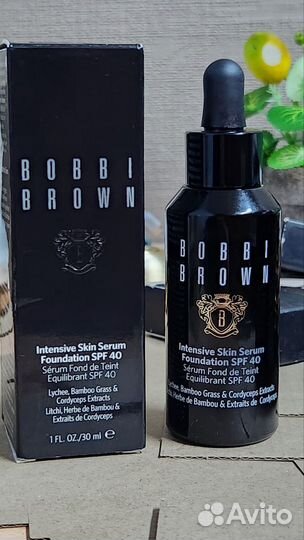 BOBBI
BROWN
B
Intensive Skin Serum
Foundation SPF 40
Sérum Fond de Teint
Equilibrant SPF 40
Lychee, Bamboo Grass &
Cordyceps Extracts
Litchi, Herbe de Bambou &
Extraits de Cordyceps
1 FL.OZ./30 ml e
BOBBI
BROWN
B
Intensive Skin Serum
Foundation SPF 40
Sérum Fond de Teint
Equilibrant SPF 40
Lychee, Bamboo Grass &
Cordyceps Extracts
Litchi, Herbe de Bambou & Extraits de Cordyceps
Avito